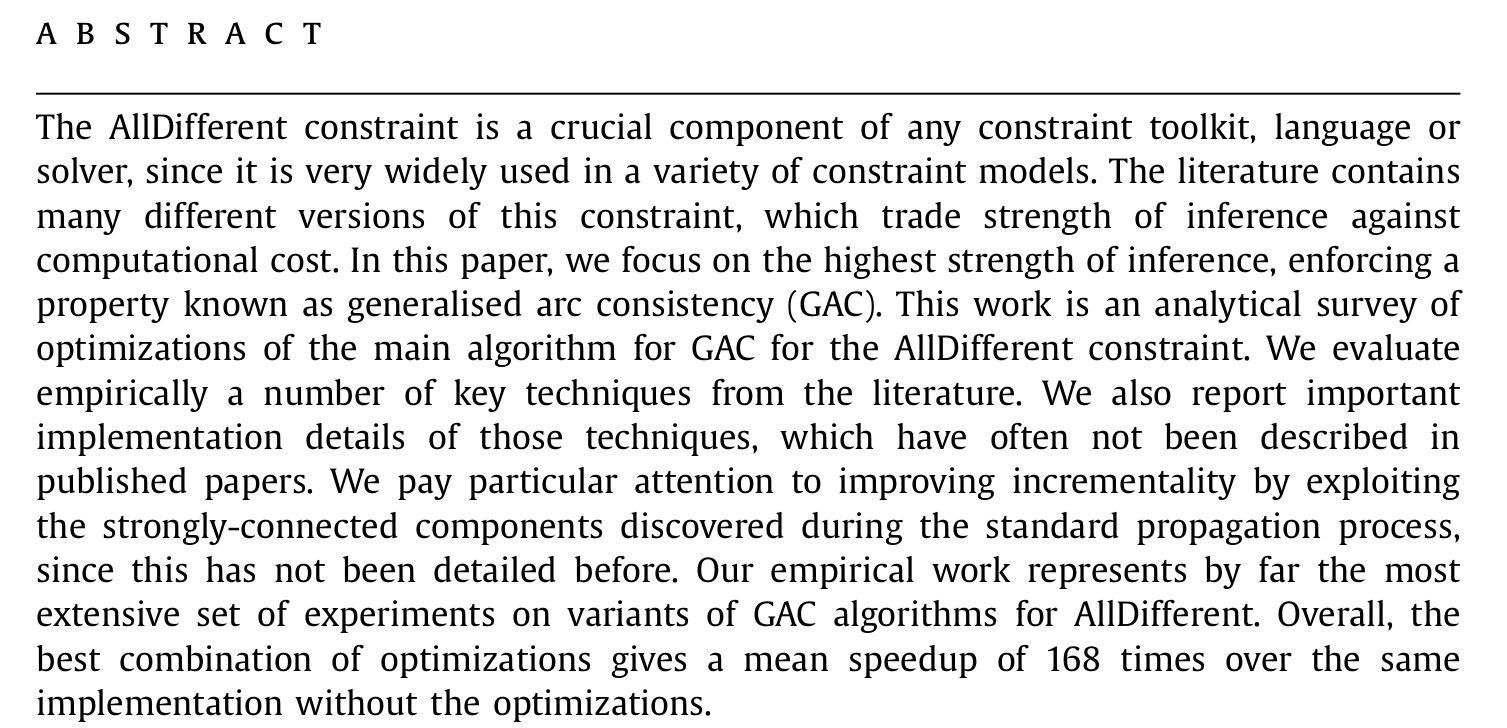 A B S T R A C T
The AllDifferent constraint is a crucial component of any constraint toolkit, language or
solver, since it is very widely used in a variety of constraint models. The literature contains
many different versions of this constraint, which trade strength of inference against
computational cost. In this paper, we focus on the highest strength of inference, enforcing a
property known as generalised arc consistency (GAC). This work is an analytical survey of
optimizations of the main algorithm for GAC for the AllDifferent constraint. We evaluate
empirically a number of key techniques from the literature. We also report important
implementation details of those techniques, which have often not been described in
published papers. We pay particular attention to improving incrementality by exploiting
the strongly-connected components discovered during the standard propagation process,
since this has not been detailed before. Our empirical work represents by far the most
extensive set of experiments on variants of GAC algorithms for AllDifferent. Overall, the
best combination of optimizations gives a mean speedup of 168 times over the same
implementation without the optimizations.